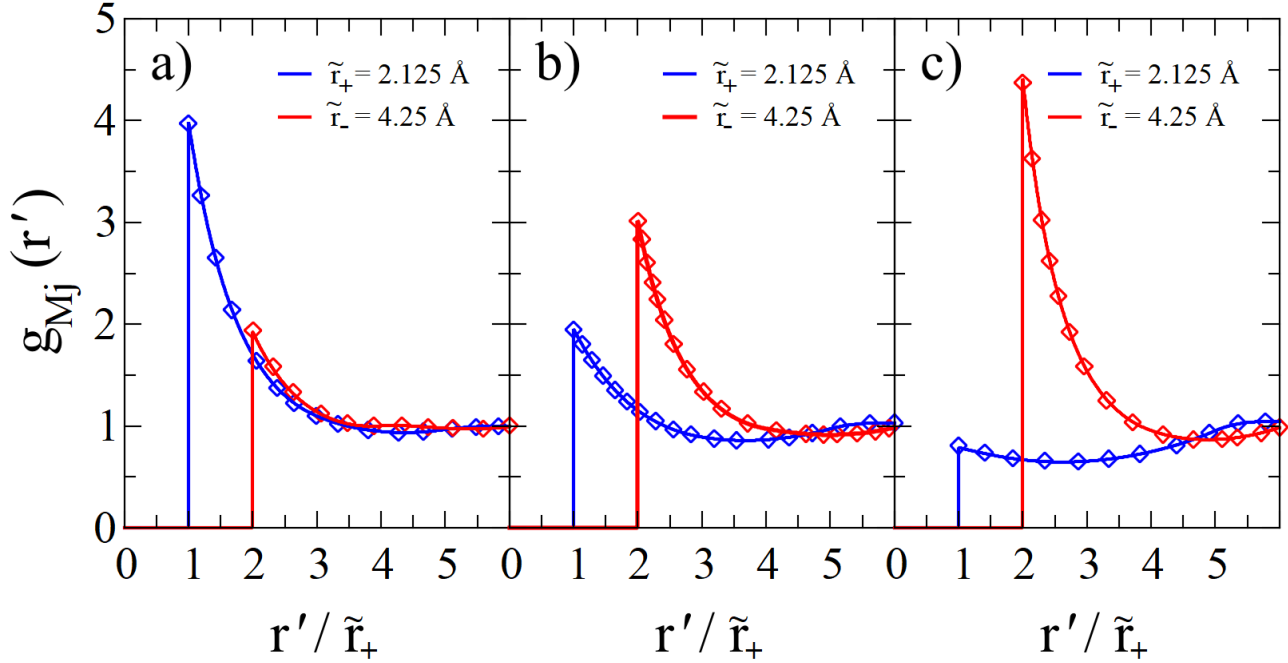 a)
r̃₊ = 2.125 Å
r̃₋ = 4.25 Å
b)
r̃₊ = 2.125 Å
r̃₋ = 4.25 Å
c)
r̃₊ = 2.125 Å
r̃₋ = 4.25 Å
g_Mj (r′)
5
4
3
2
1
0
0 1 2 3 4 5
0 1 2 3 4 5
0 1 2 3 4 5
r′/ r̃₊
r′/ r̃₊
r′/ r̃₊